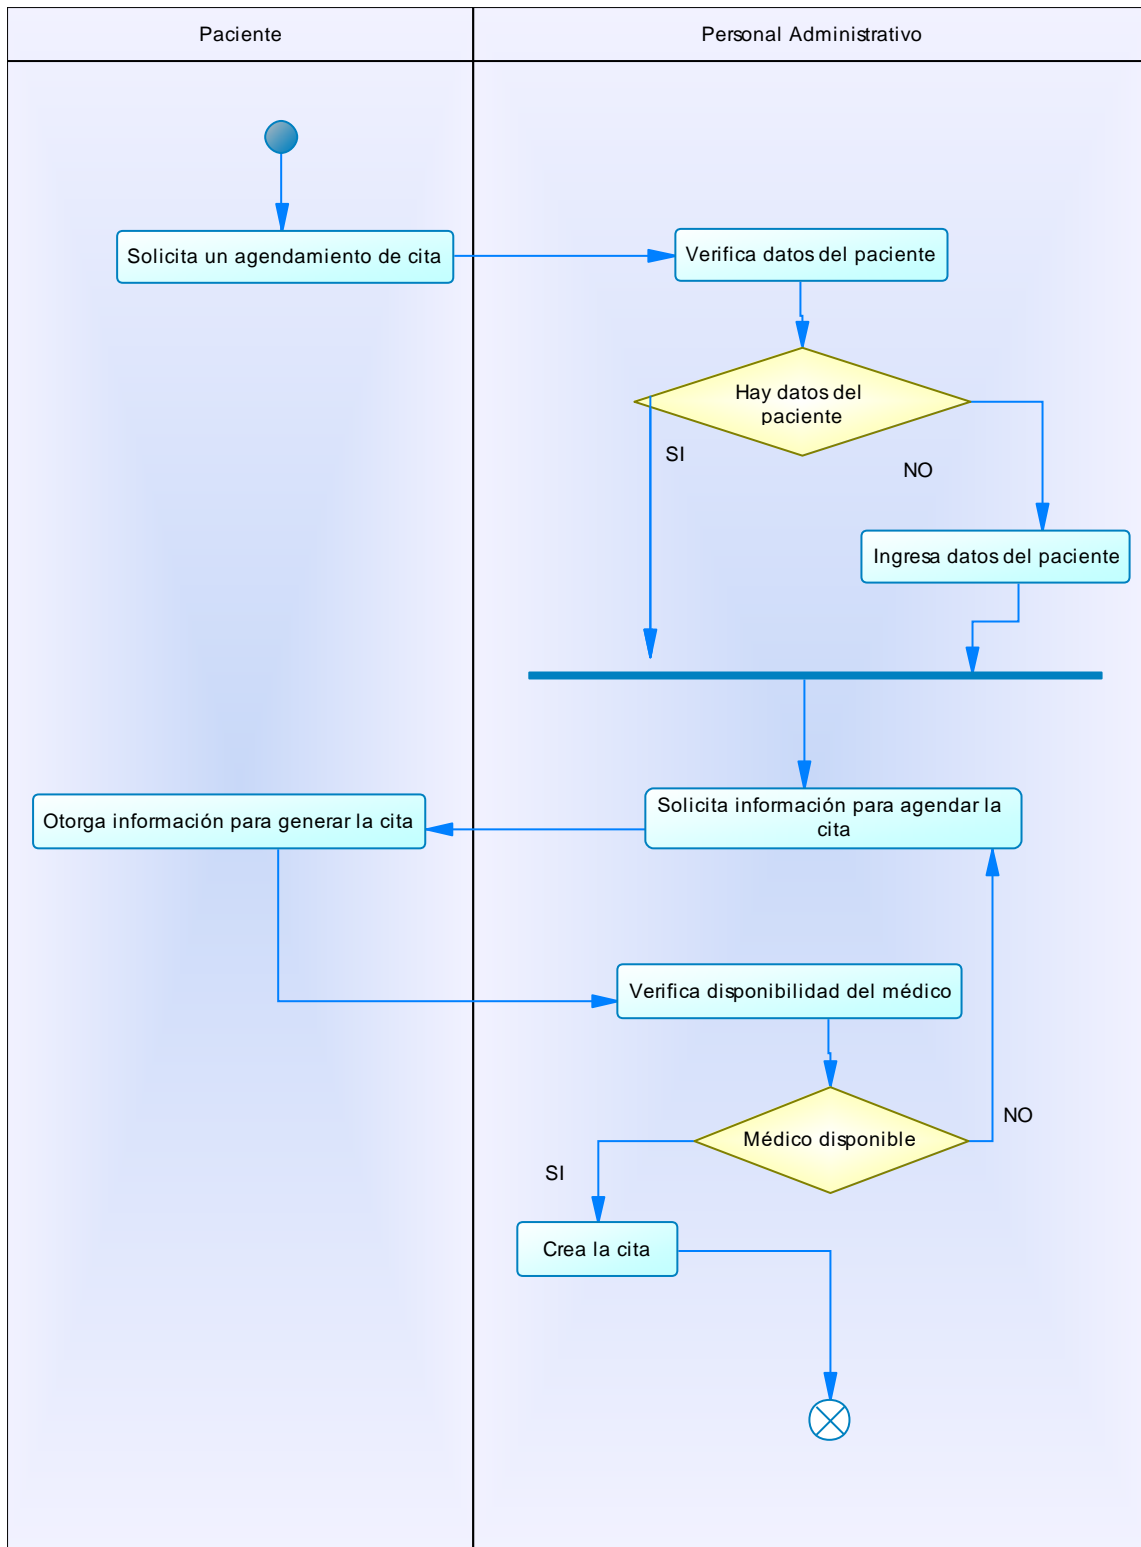 Paciente
Personal Administrativo
Solicita un agendamiento de cita
Verifica datos del paciente
Hay datos del
paciente
SI
NO
Ingresa datos del paciente
Solicita información para agendar la
cita
Otorga información para generar la cita
Verifica disponibilidad del médico
Médico disponible
NO
SI
Crea la cita